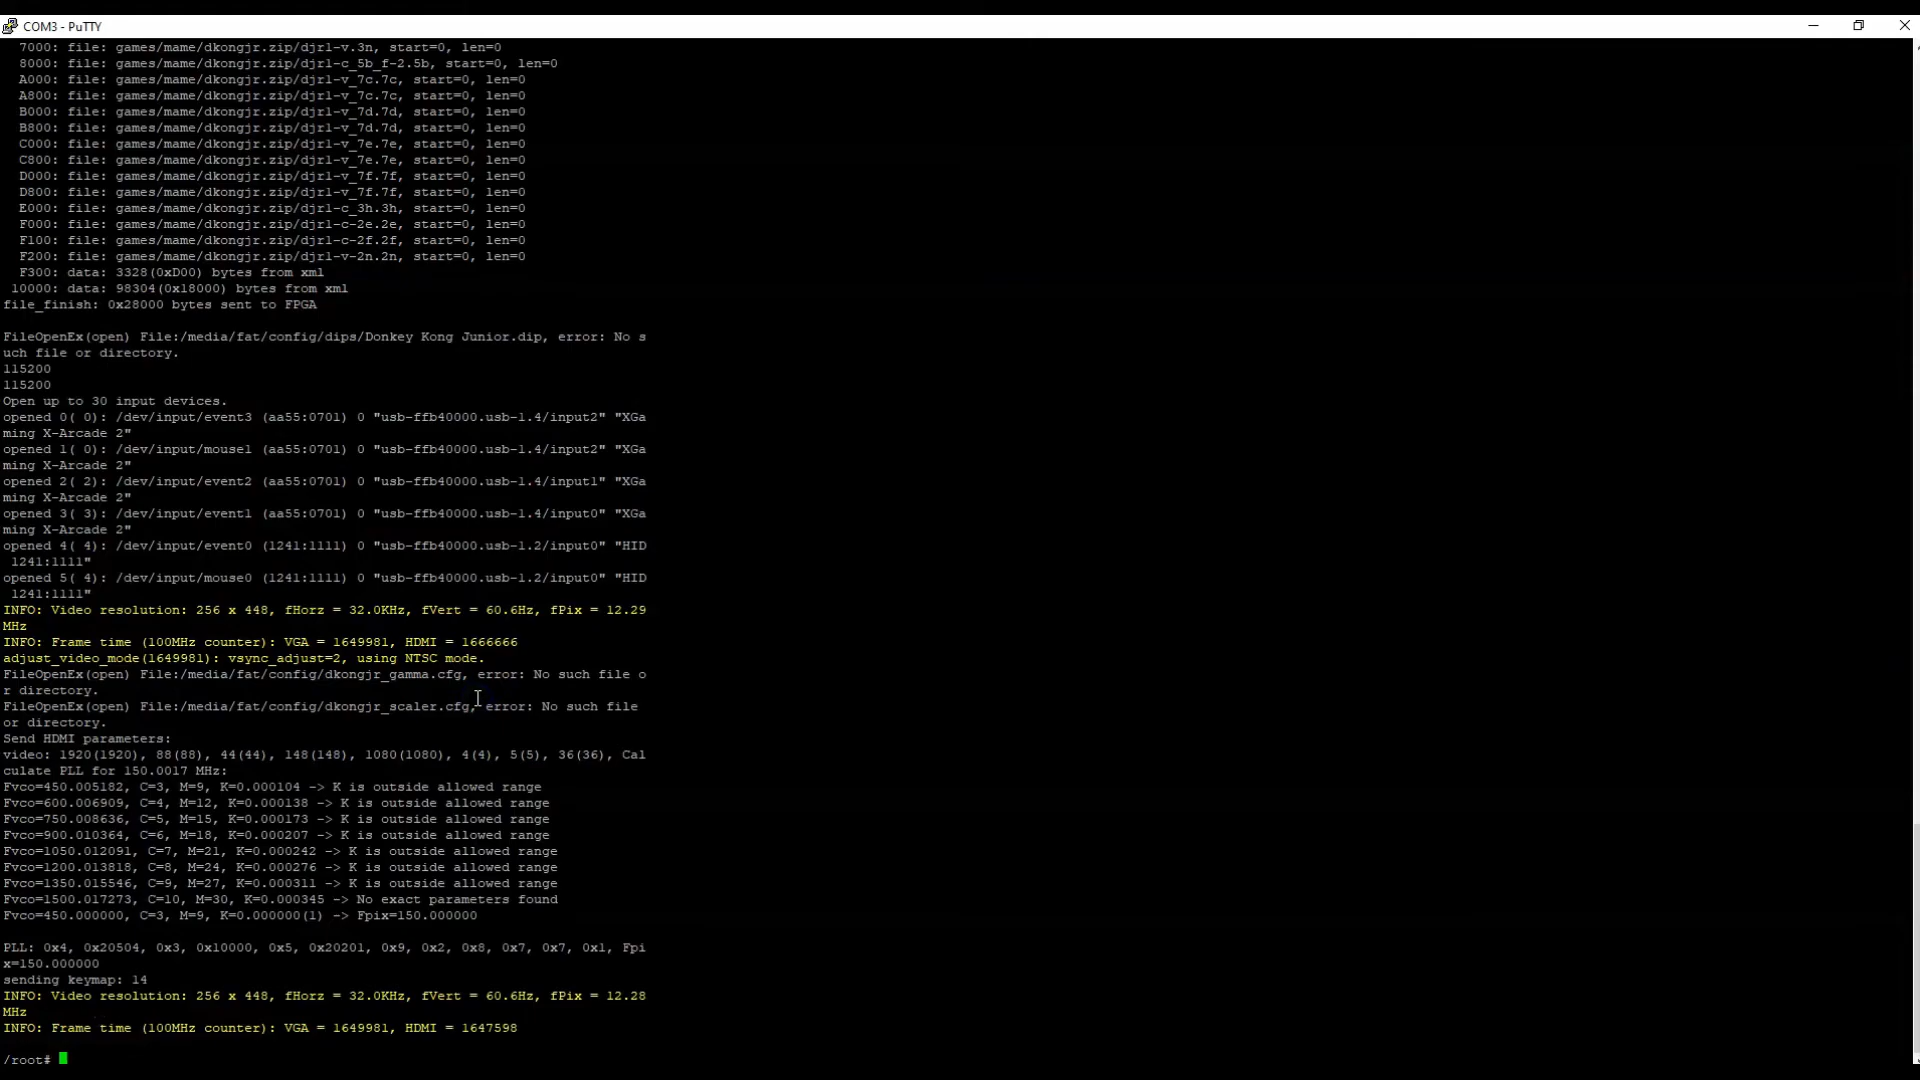 COM3 - PuTTY
7000: file: games/mame/dkongjr.zip/djr1-v.3n, start=0, len=0
8000: file: games/mame/dkongjr.zip/djr1-c_5b_f-2.5b, start=0, len=0
A000: file: games/mame/dkongjr.zip/djr1-v_7c.7c, start=0, len=0
A800: file: games/mame/dkongjr.zip/djr1-v_7c.7c, start=0, len=0
B000: file: games/mame/dkongjr.zip/djr1-v_7d.7d, start=0, len=0
B800: file: games/mame/dkongjr.zip/djr1-v_7d.7d, start=0, len=0
C000: file: games/mame/dkongjr.zip/djr1-v_7e.7e, start=0, len=0
C800: file: games/mame/dkongjr.zip/djr1-v_7e.7e, start=0, len=0
D000: file: games/mame/dkongjr.zip/djr1-v_7f.7f, start=0, len=0
D800: file: games/mame/dkongjr.zip/djr1-v_7f.7f, start=0, len=0
E000: file: games/mame/dkongjr.zip/djr1-c_3h.3h, start=0, len=0
F000: file: games/mame/dkongjr.zip/djr1-c-2e.2e, start=0, len=0
F100: file: games/mame/dkongjr.zip/djr1-c-2f.2f, start=0, len=0
F200: file: games/mame/dkongjr.zip/djr1-v-2n.2n, start=0, len=0
F300: data: 3328(0xD00) bytes from xml
10000: data: 98304(0x18000) bytes from xml
file_finish: 0x28000 bytes sent to FPGA
FileOpenEx(open) File:/media/fat/config/dips/Donkey Kong Junior.dip, error: No s
uch file or directory.
115200
115200
Open up to 30 input devices.
opened 0( 0): /dev/input/event3 (aa55:0701) 0 "usb-ffb40000.usb-1.4/input2" "XGa
ming X-Arcade 2"
opened 1( 0): /dev/input/mouse1 (aa55:0701) 0 "usb-ffb40000.usb-1.4/input2" "XGa
ming X-Arcade 2"
opened 2( 2): /dev/input/event2 (aa55:0701) 0 "usb-ffb40000.usb-1.4/input1" "XGa
ming X-Arcade 2"
opened 3( 3): /dev/input/event1 (aa55:0701) 0 "usb-ffb40000.usb-1.4/input0" "XGa
ming X-Arcade 2"
opened 4( 4): /dev/input/event0 (1241:1111) 0 "usb-ffb40000.usb-1.2/input0" "HID
1241:1111"
opened 5( 4): /dev/input/mouse0 (1241:1111) 0 "usb-ffb40000.usb-1.2/input0" "HID
1241:1111"
INFO: Video resolution: 256 x 448, fHorz = 32.0KHz, fVert = 60.6Hz, fPix = 12.29
MHz
INFO: Frame time (100MHz counter): VGA = 1649981, HDMI = 1666666
adjust_video_mode(1649981): vsync_adjust=2, using NTSC mode.
FileOpenEx(open) File:/media/fat/config/dkongjr_gamma.cfg, error: No such file o
r directory.
FileOpenEx(open) File:/media/fat/config/dkongjr_scaler.cfg, error: No such file
or directory.
Send HDMI parameters:
video: 1920(1920), 88(88), 44(44), 148(148), 1080(1080), 4(4), 5(5), 36(36), Cal
culate PLL for 150.0017 MHz:
Fvco=450.005182, C=3, M=9, K=0.000104 -> K is outside allowed range
Fvco=600.006909, C=4, M=12, K=0.000138 -> K is outside allowed range
Fvco=750.008636, C=5, M=15, K=0.000173 -> K is outside allowed range
Fvco=900.010364, C=6, M=18, K=0.000207 -> K is outside allowed range
Fvco=1050.012091, C=7, M=21, K=0.000242 -> K is outside allowed range
Fvco=1200.013818, C=8, M=24, K=0.000276 -> K is outside allowed range
Fvco=1350.015546, C=9, M=27, K=0.000311 -> K is outside allowed range
Fvco=1500.017273, C=10, M=30, K=0.000345 -> No exact parameters found
Fvco=450.000000, C=3, M=9, K=0.000000(1) -> Fpix=150.000000
PLL: 0x4, 0x20504, 0x3, 0x10000, 0x5, 0x20201, 0x9, 0x2, 0x8, 0x7, 0x7, 0x1, Fpi
x=150.000000
sending keymap: 14
INFO: Video resolution: 256 x 448, fHorz = 32.0KHz, fVert = 60.6Hz, fPix = 12.28
MHz
INFO: Frame time (100MHz counter): VGA = 1649981, HDMI = 1647598
/root#